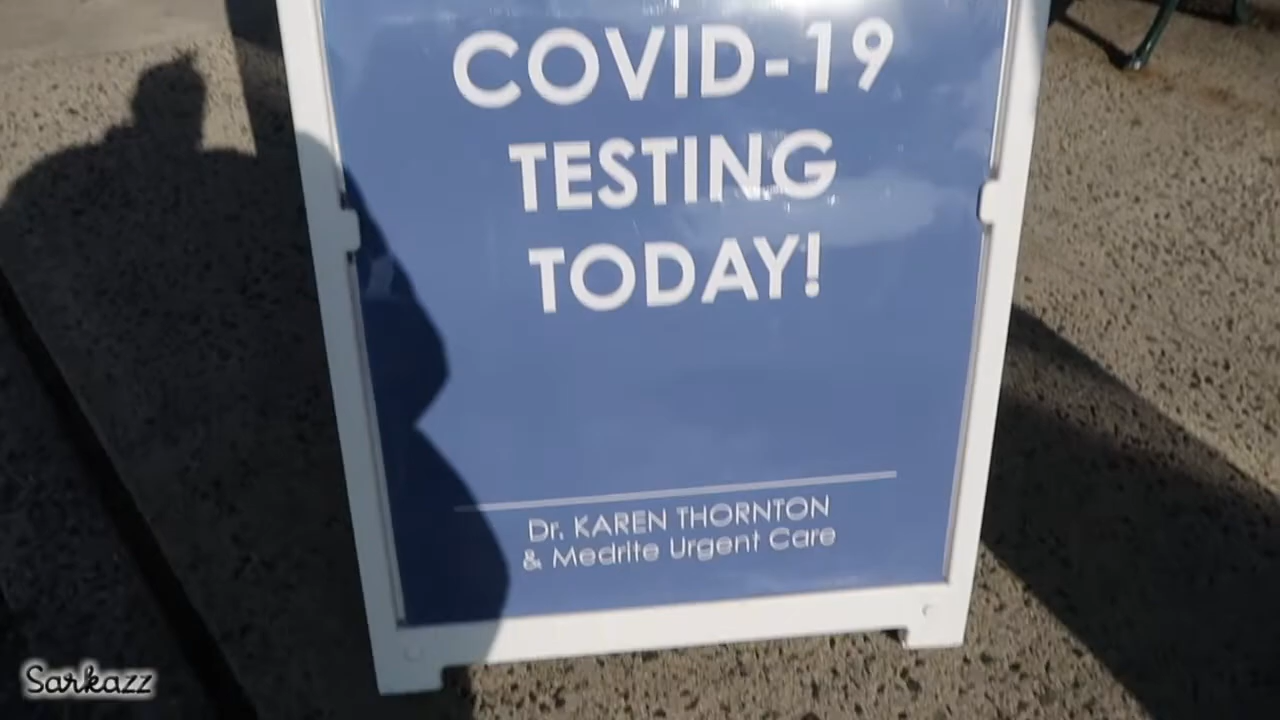 COVID-19
TESTING
TODAY!
Dr. KAREN THORNTON
& Medrite Urgent Care
Sarkazz